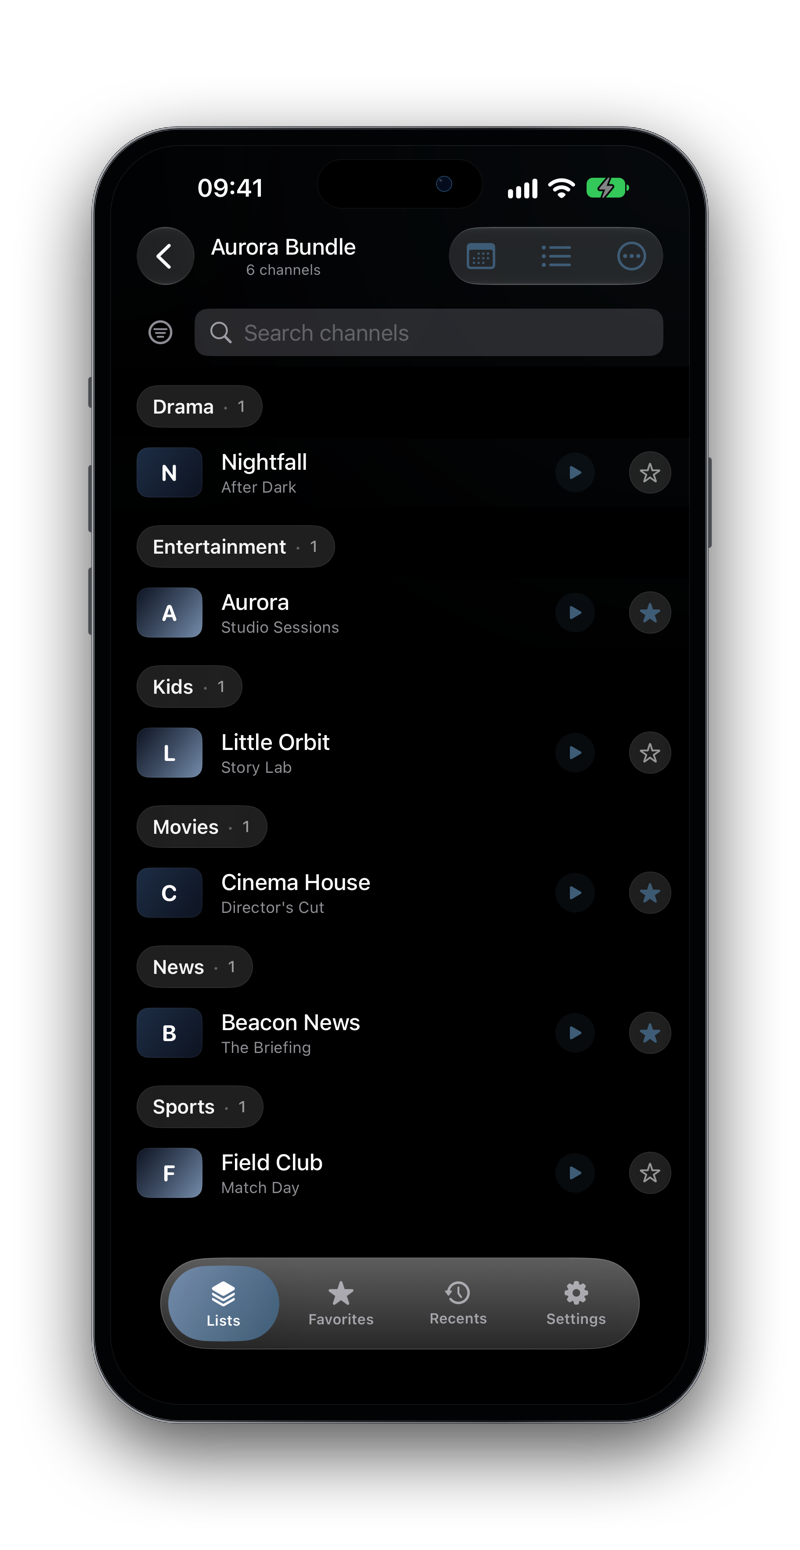 09:41
Aurora Bundle
6 channels
Search channels
Drama · 1
N
Nightfall
After Dark
Entertainment · 1
A
Aurora
Studio Sessions
Kids · 1
L
Little Orbit
Story Lab
Movies · 1
C
Cinema House
Director's Cut
News · 1
B
Beacon News
The Briefing
Sports · 1
F
Field Club
Match Day
Lists
Favorites
Recents
Settings